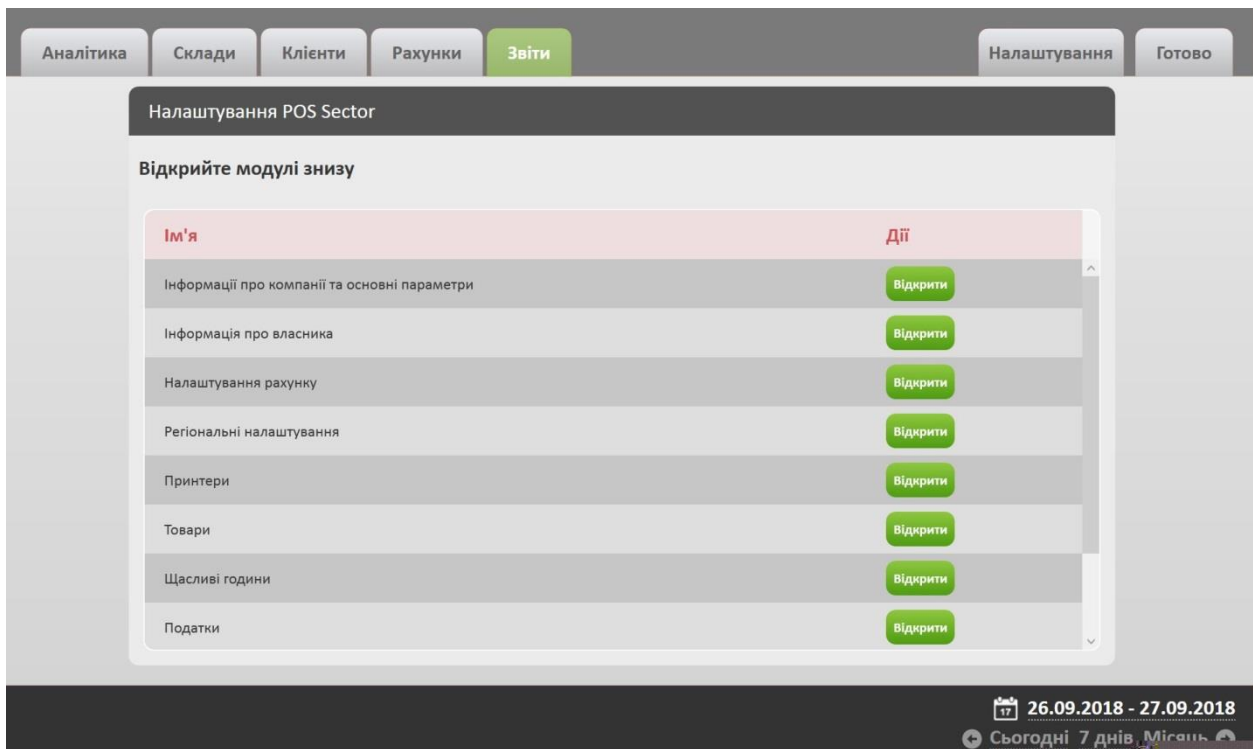 Аналітика Склади Клієнти Рахунки Звіти Налаштування Готово
Налаштування POS Sector
Відкрийте модулі знизу
Ім'я Дії
Інформації про компанії та основні параметри Відкрити
Інформація про власника Відкрити
Налаштування рахунку Відкрити
Регіональні налаштування Відкрити
Принтери Відкрити
Товари Відкрити
Щасливі години Відкрити
Податки Відкрити
17 26.09.2018 - 27.09.2018
Сьогодні 7 днів Місяць